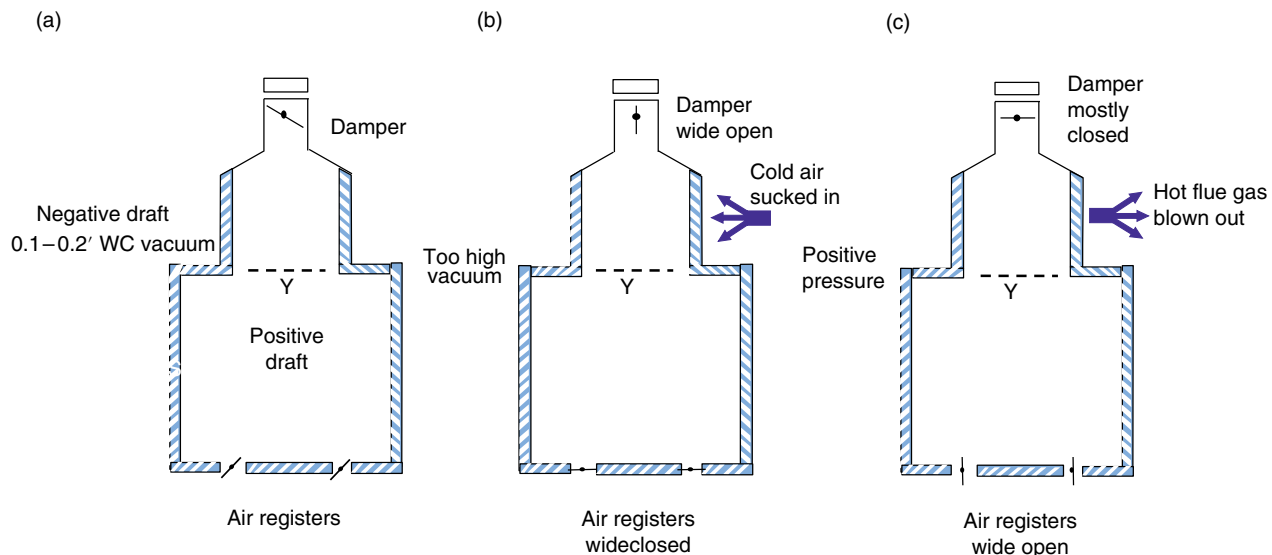 (a)
Damper
Negative draft
0.1–0.2′ WC vacuum
Y
Positive
draft
Air registers
(b)
Damper
wide open
Cold air
sucked in
Too high
vacuum
Y
Air registers
wideclosed
(c)
Damper
mostly
closed
Hot flue gas
blown out
Positive
pressure
Y
Air registers
wide open